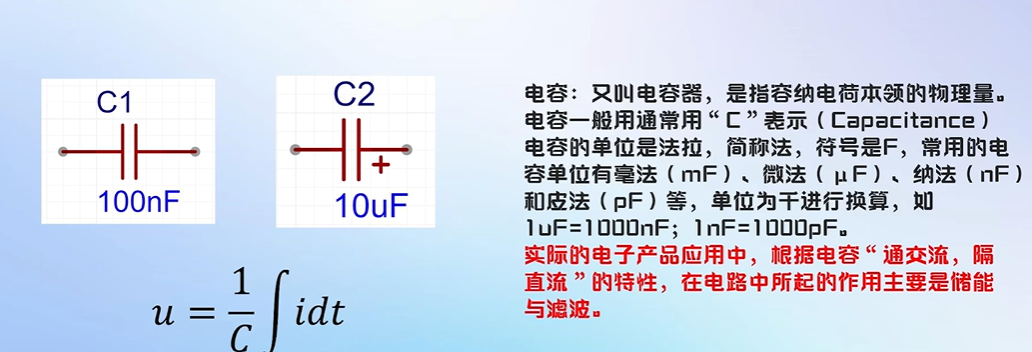 C1
100nF
C2
+
10uF
u = 1/C ∫ idt
电容：又叫电容器，是指容纳电荷本领的物理量。
电容一般用通常用“C”表示（Capacitance）
电容的单位是法拉，简称法，符号是F，常用的电
容单位有毫法（mF）、微法（μF）、纳法（nF）
和皮法（pF）等，单位为千进行换算，如
1uF=1000nF；1nF=1000pF。
实际的电子产品应用中，根据电容“通交流，隔
直流”的特性，在电路中所起的作用主要是储能
与滤波。